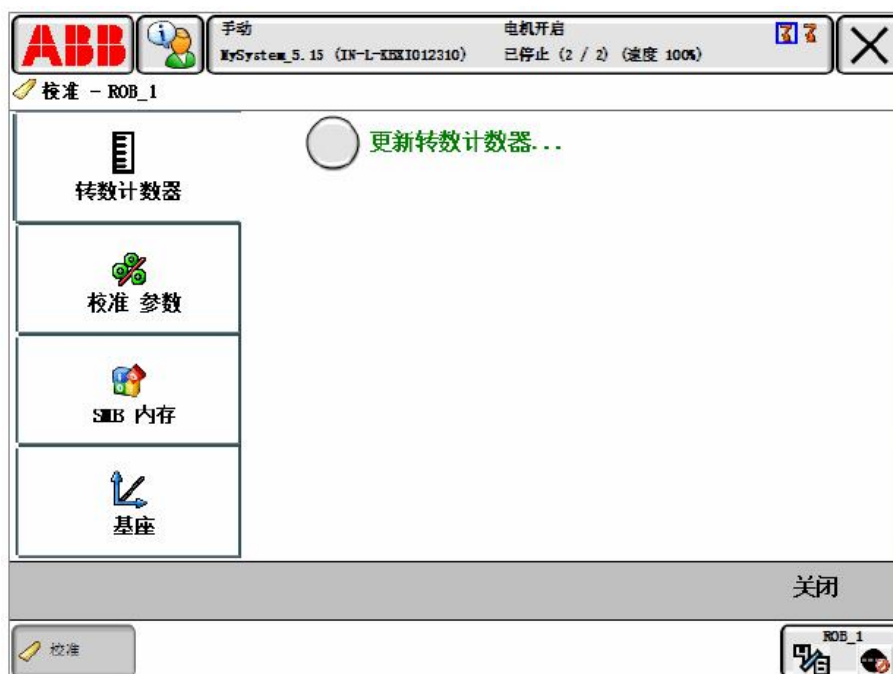 ABB
手动
MySystem_5.15 (IN-L-KEXI012310)
电机开启
已停止 (2 / 2) (速度 100%)
校准 - ROB_1
更新转数计数器...
转数计数器
校准 参数
SMB 内存
基座
关闭
校准
ROB_1